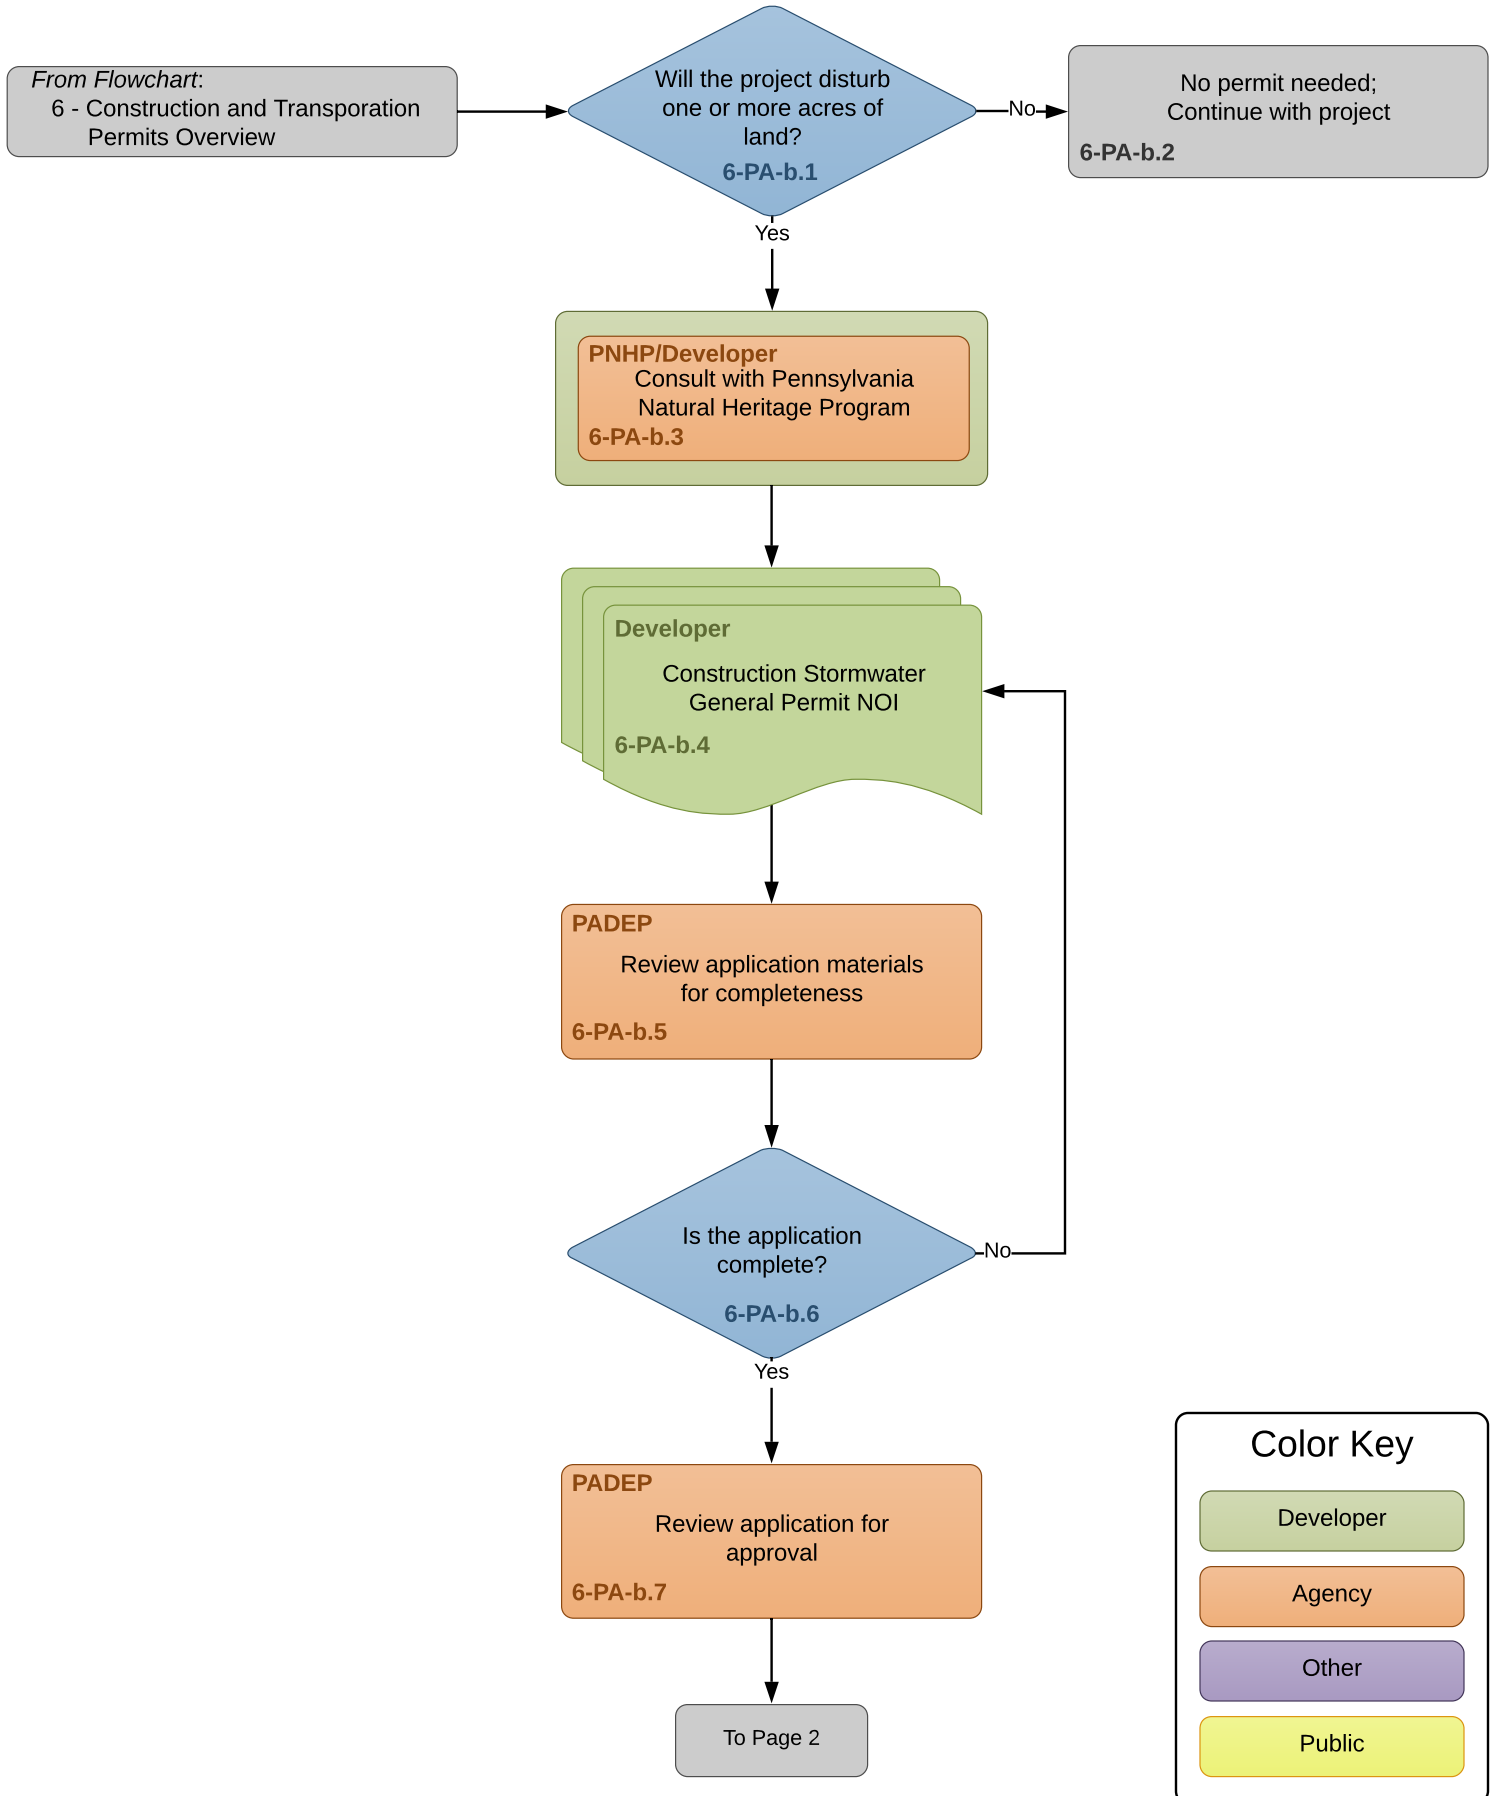 From Flowchart:
6 - Construction and Transporation
Permits Overview
Will the project disturb
one or more acres of
land?
6-PA-b.1
No
No permit needed;
Continue with project
6-PA-b.2
Yes
PNHP/Developer
Consult with Pennsylvania
Natural Heritage Program
6-PA-b.3
Developer
Construction Stormwater
General Permit NOI
6-PA-b.4
PADEP
Review application materials
for completeness
6-PA-b.5
Is the application
complete?
6-PA-b.6
No
Yes
PADEP
Review application for
approval
6-PA-b.7
To Page 2
Color Key
Developer
Agency
Other
Public